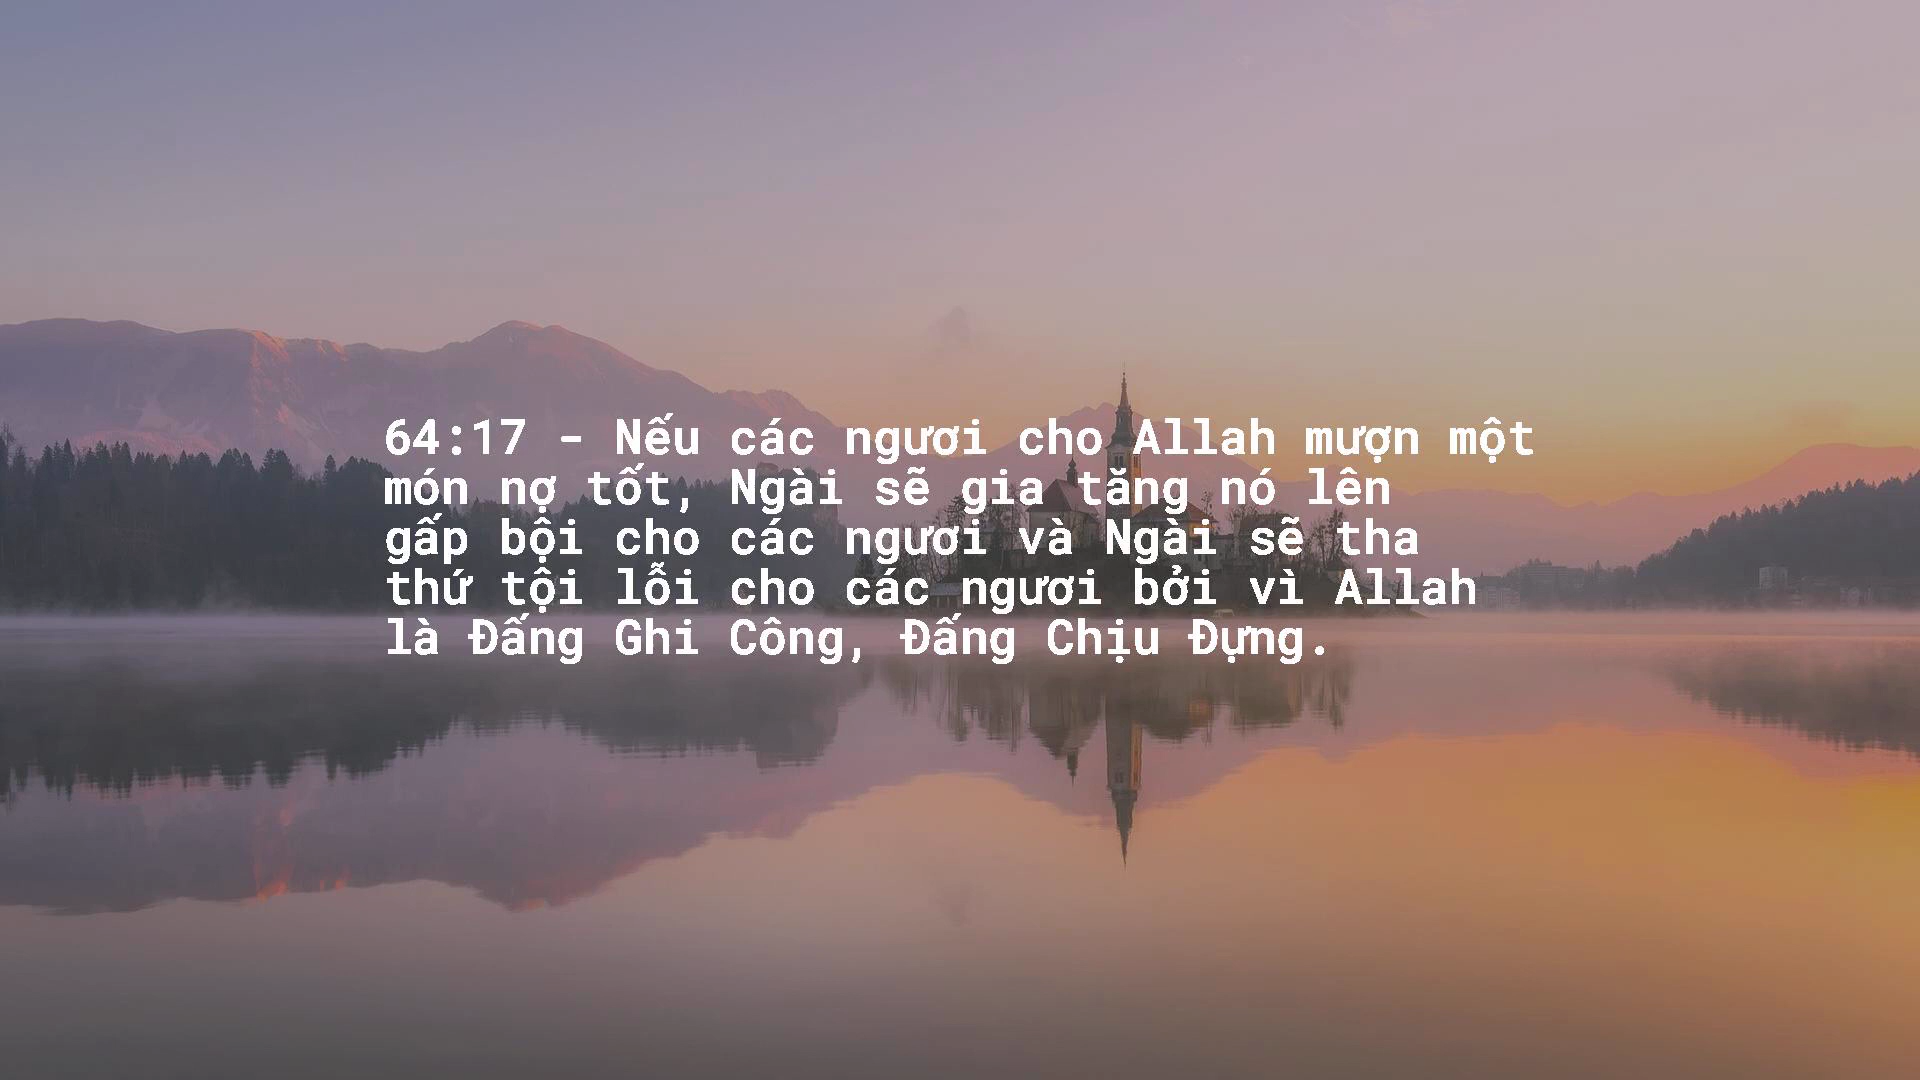 64:17 - Nếu các ngươi cho Allah mượn một
món nợ tốt, Ngài sẽ gia tăng nó lên
gấp bội cho các ngươi và Ngài sẽ tha
thứ tội lỗi cho các ngươi bởi vì Allah
là Đấng Ghi Công, Đấng Chịu Đựng.